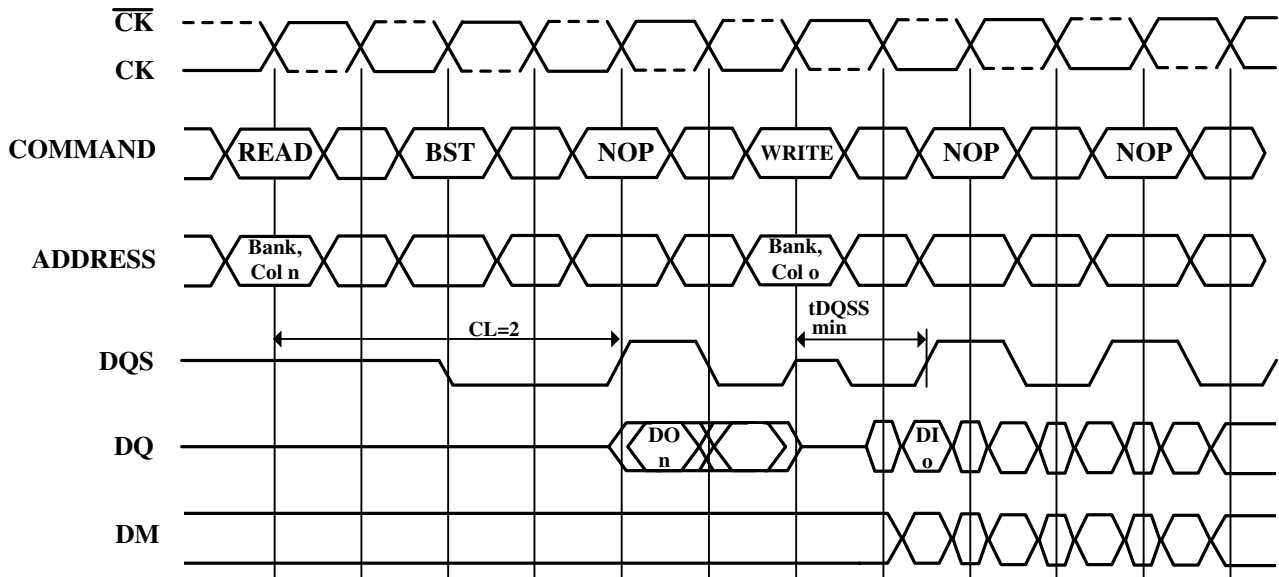 CK
CK
COMMAND
READ
BST
NOP
WRITE
NOP
NOP
ADDRESS
Bank,
Col n
Bank,
Col o
CL=2
tDQSS
min
DQS
DQ
DO
n
DI
o
DM